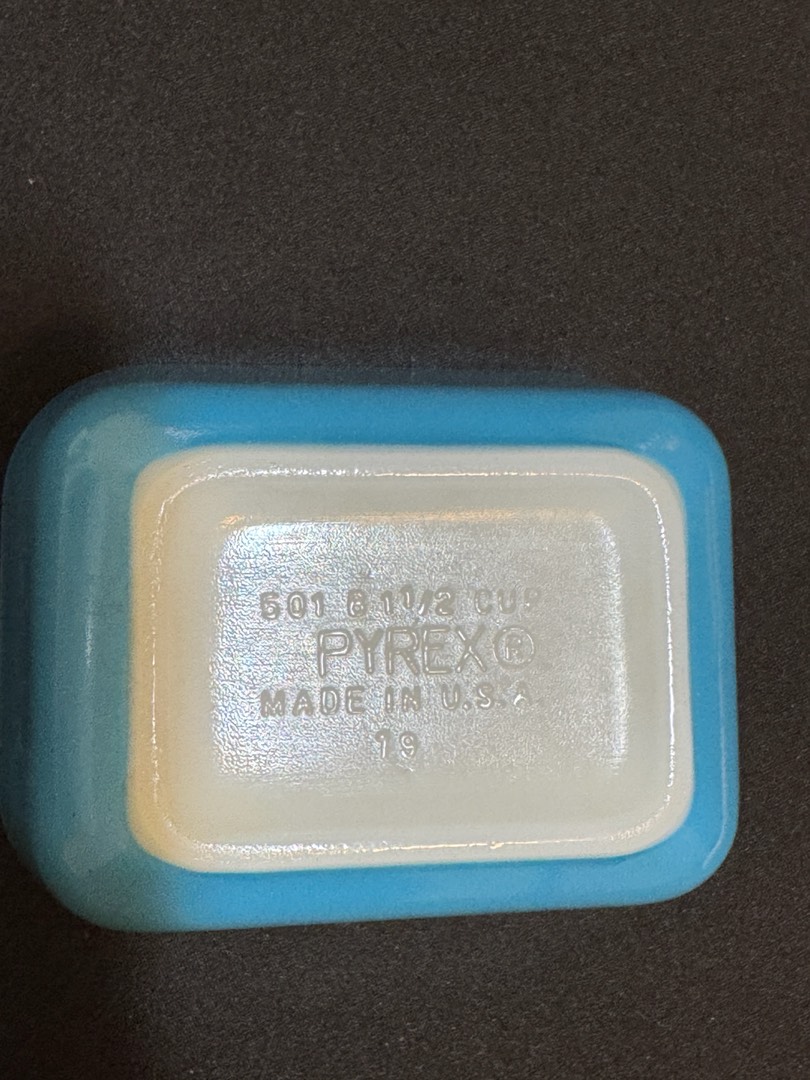 501 B 1 1/2 CUP
PYREX®
MADE IN U.S.A.
19